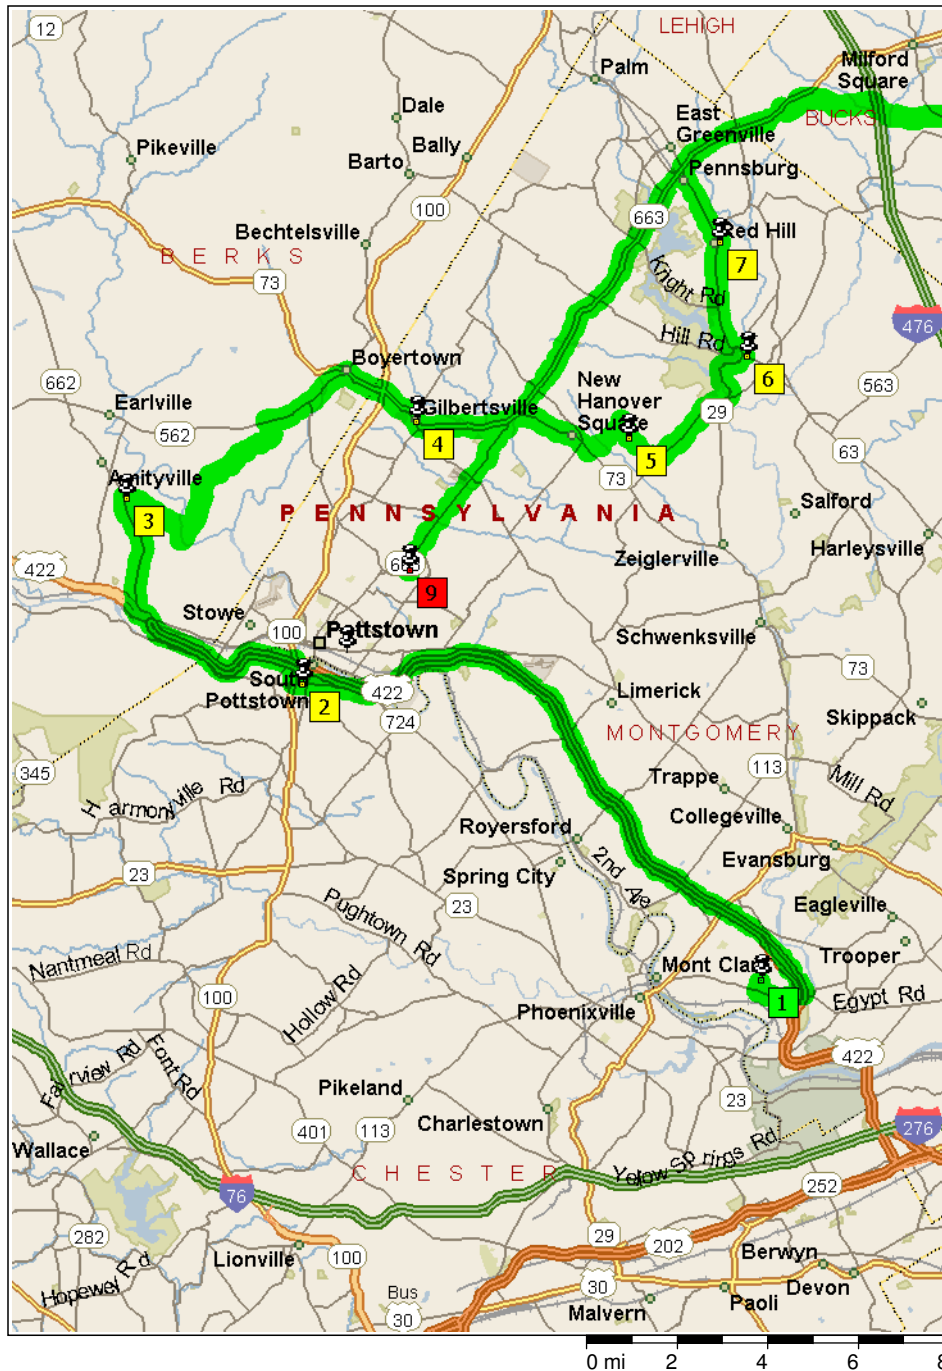 LEHIGH
12
Milford
Square
Palm
Dale
East
Greenville
BUCKS
Pikeville
Bally
Barto
Pennsburg
100
663
Bechtelsville
Red Hill
BERKS
7
Knight Rd
73
476
Hill Rd
Boyertown
662
6
563
Earlville
Gilbertsville
New
Hanover
Square
29
562
4
5
63
73
Amityville
3
PENNSYLVANIA
Salford
Harleysville
Zeiglerville
422
9
Stowe
100
Pottstown
Schwenksville
73
South
Pottstown
2
422
Limerick
724
Skippack
MONTGOMERY
345
113
Trappe
Mill Rd
Harmonyville Rd
Collegeville
Royersford
Evansburg
2nd Ave
23
Spring City
23
Eagleville
Pughtown Rd
Trooper
Nantmeal Rd
Mont Clare
Hollow Rd
100
1
Egypt Rd
Phoenixville
Fairview Rd
Font Rd
422
Pikeland
23
Charlestown
Wallace
401
113
276
Yellow Springs Rd
CHESTER
76
252
282
Lionville
100
29
202
Berwyn
Hopewell Rd
Bus
30
30
Devon
Malvern
Paoli
0 mi 2 4 6 8